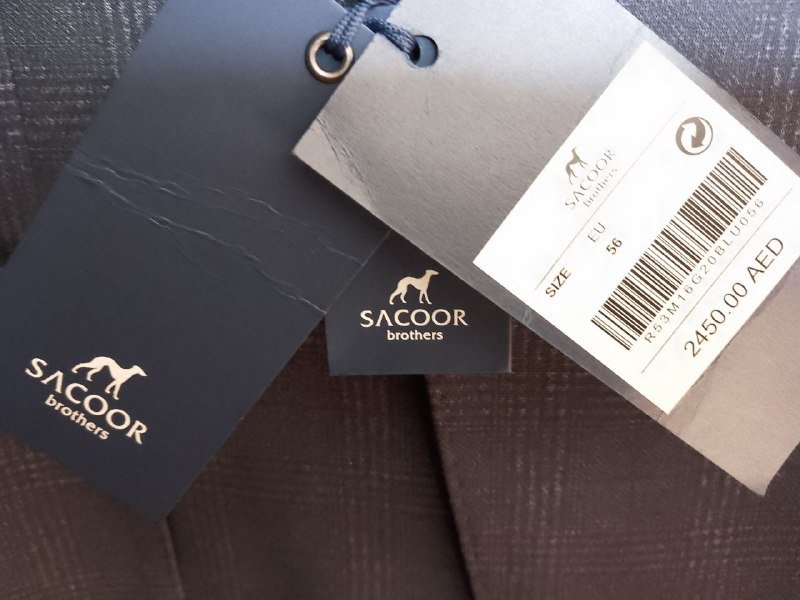 SACOOR
brothers
SACOOR
brothers
SACOOR
brothers
EU
SIZE 56
R53M16G20BLU056
2450.00 AED